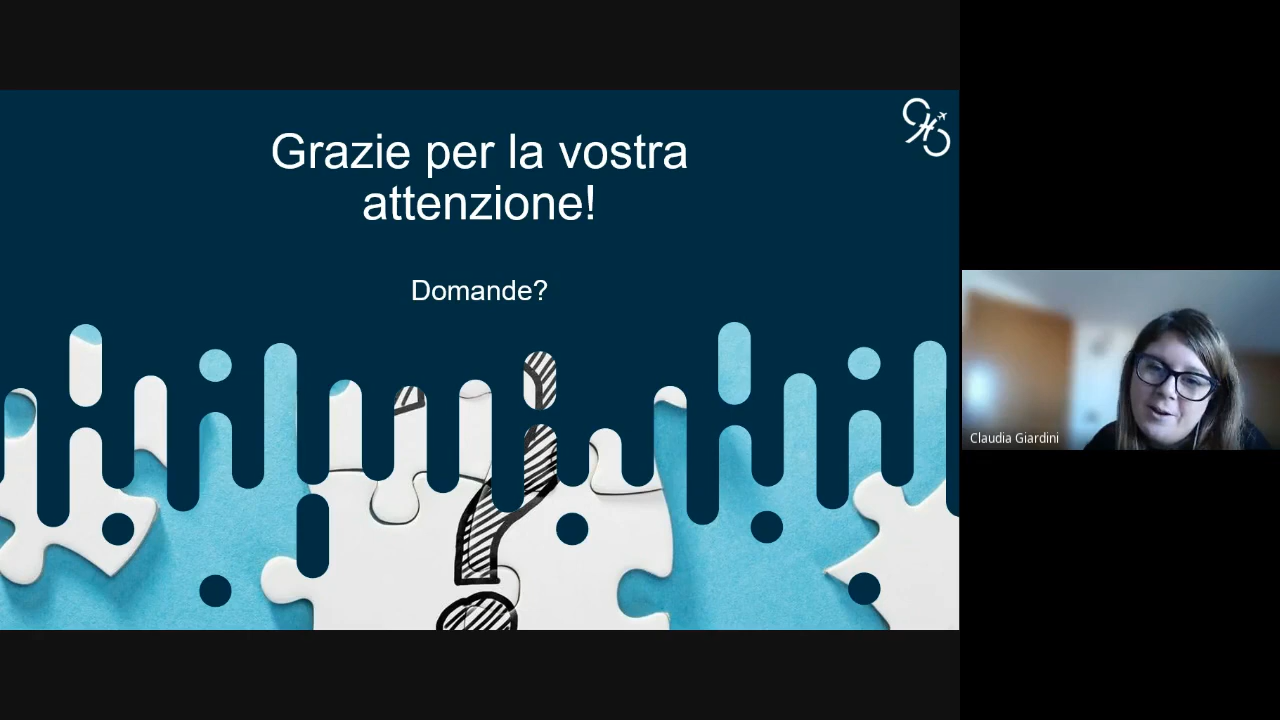 Grazie per la vostra
attenzione!
Domande?
Claudia Giardini